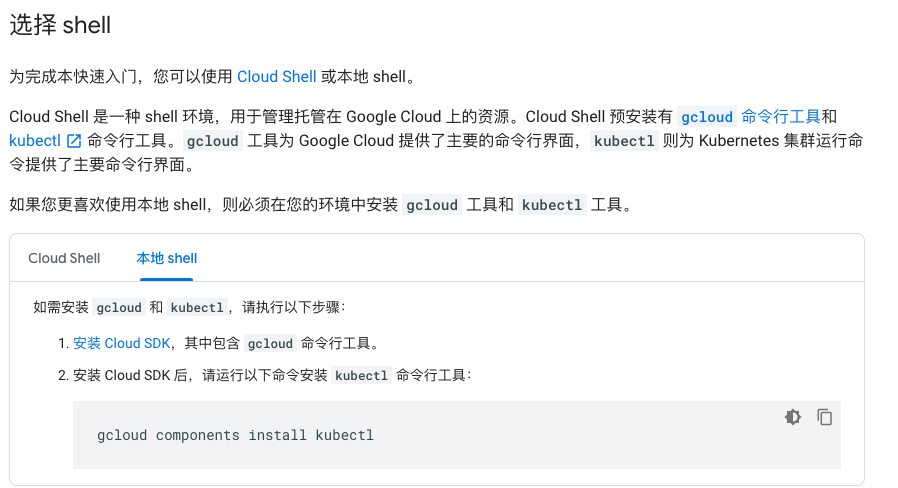 选择 shell
为完成本快速入门，您可以使用 Cloud Shell 或本地 shell。
Cloud Shell 是一种 shell 环境，用于管理托管在 Google Cloud 上的资源。Cloud Shell 预安装有 gcloud 命令行工具和
kubectl 命令行工具。gcloud 工具为 Google Cloud 提供了主要的命令行界面，kubectl 则为 Kubernetes 集群运行命
令提供了主要命令行界面。
如果您更喜欢使用本地 shell，则必须在您的环境中安装 gcloud 工具和 kubectl 工具。
Cloud Shell 本地 shell
如需安装 gcloud 和 kubectl，请执行以下步骤：
1. 安装 Cloud SDK，其中包含 gcloud 命令行工具。
2. 安装 Cloud SDK 后，请运行以下命令安装 kubectl 命令行工具：
gcloud components install kubectl